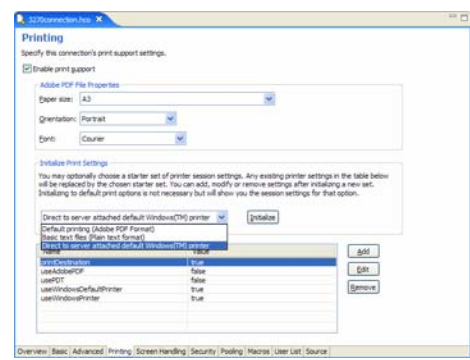 3270connection.hco
Printing
Specify this connection's print support settings.
Enable print support
Adobe PDF File Properties
Paper size: A3
Orientation: Portrait
Font: Courier
Initialize Print Settings
You may optionally choose a starter set of printer session settings. Any existing printer settings in the table below
will be replaced by the chosen starter set. You can add, modify or remove settings after initializing a new set.
Initializing to default print options is not necessary but will show you the session settings for that option.
Direct to server attached default Windows(TM) printer Initialize
Default printing (Adobe PDF Format)
Basic text files (Plain text format)
Direct to server attached default Windows(TM) printer
Name Value
printDestination true
useAdobePDF false
usePDT false
useWindowsDefaultPrinter true
useWindowsPrinter true
Add
Edit
Remove
Overview Basic Advanced Printing Screen Handling Security Pooling Macros User List Source